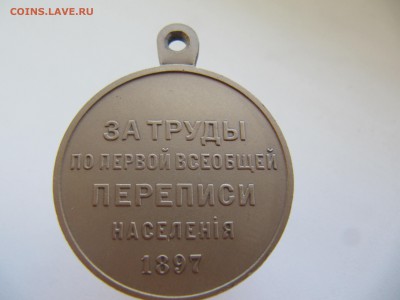 COINS.LAVE.RU
ЗА ТРУДЫ
ПО ПЕРВОЙ ВСЕОБЩЕЙ
ПЕРЕПИСИ
НАСЕЛЕНІЯ
1897